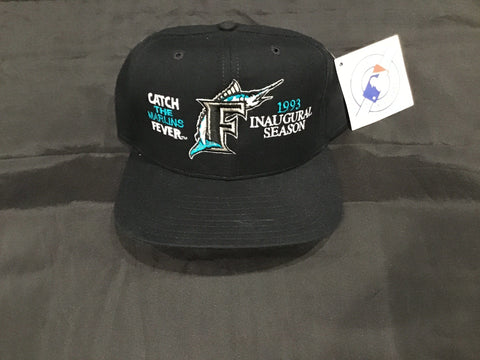 CATCH
THE
MARLINS
FEVER
F
1993
INAUGURAL
SEASON